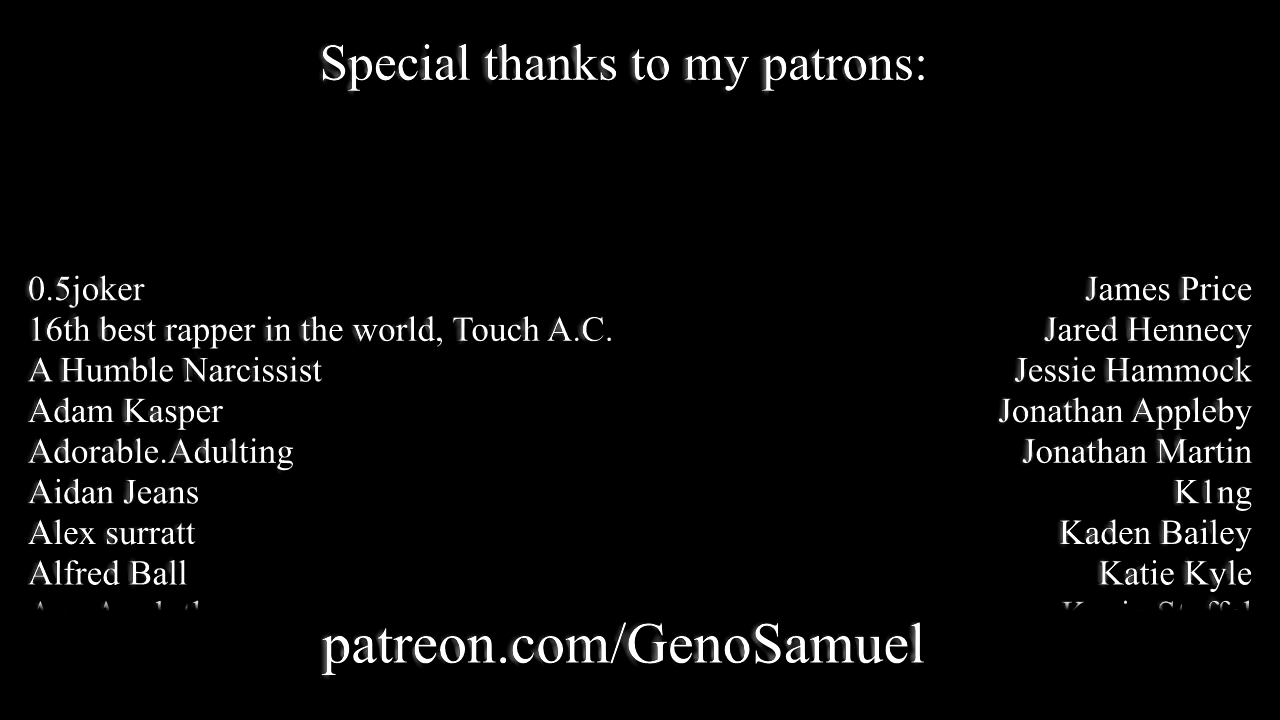 Special thanks to my patrons:
0.5joker
16th best rapper in the world, Touch A.C.
A Humble Narcissist
Adam Kasper
Adorable.Adulting
Aidan Jeans
Alex surratt
Alfred Ball
James Price
Jared Hennecy
Jessie Hammock
Jonathan Appleby
Jonathan Martin
K1ng
Kaden Bailey
Katie Kyle
patreon.com/GenoSamuel